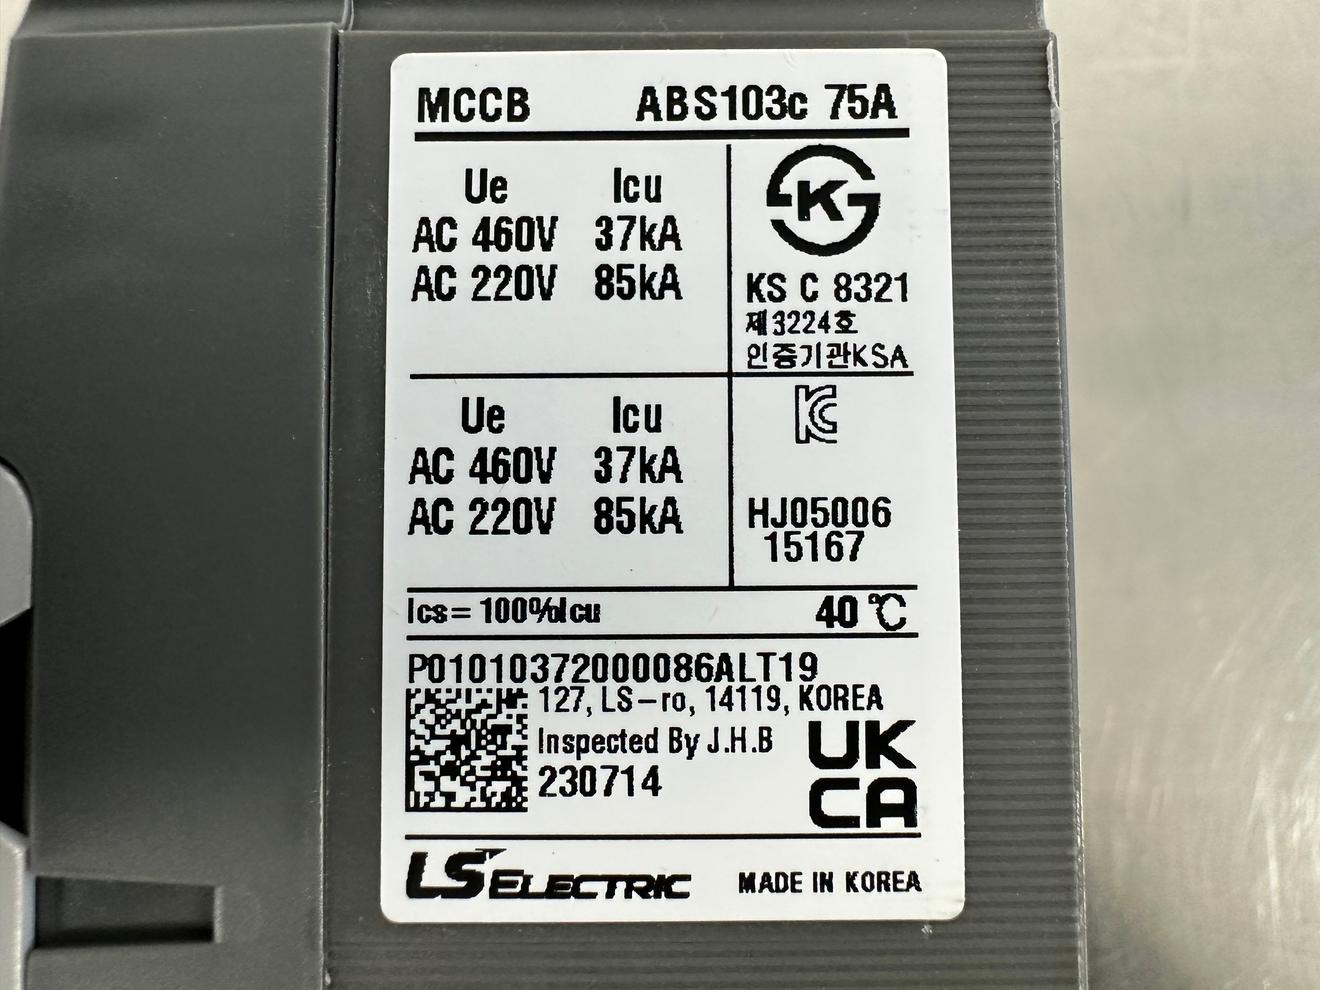 MCCB ABS103c 75A
Ue Icu
AC 460V 37kA
AC 220V 85kA
K
KS C 8321
제3224호
인증기관KSA
Ue Icu
AC 460V 37kA
AC 220V 85kA
KC
HJ05006
15167
Ics= 100%Icu 40℃
P01010372000086ALT19
127, LS-ro, 14119, KOREA
Inspected By J.H.B
230714
UK
CA
LS ELECTRIC MADE IN KOREA